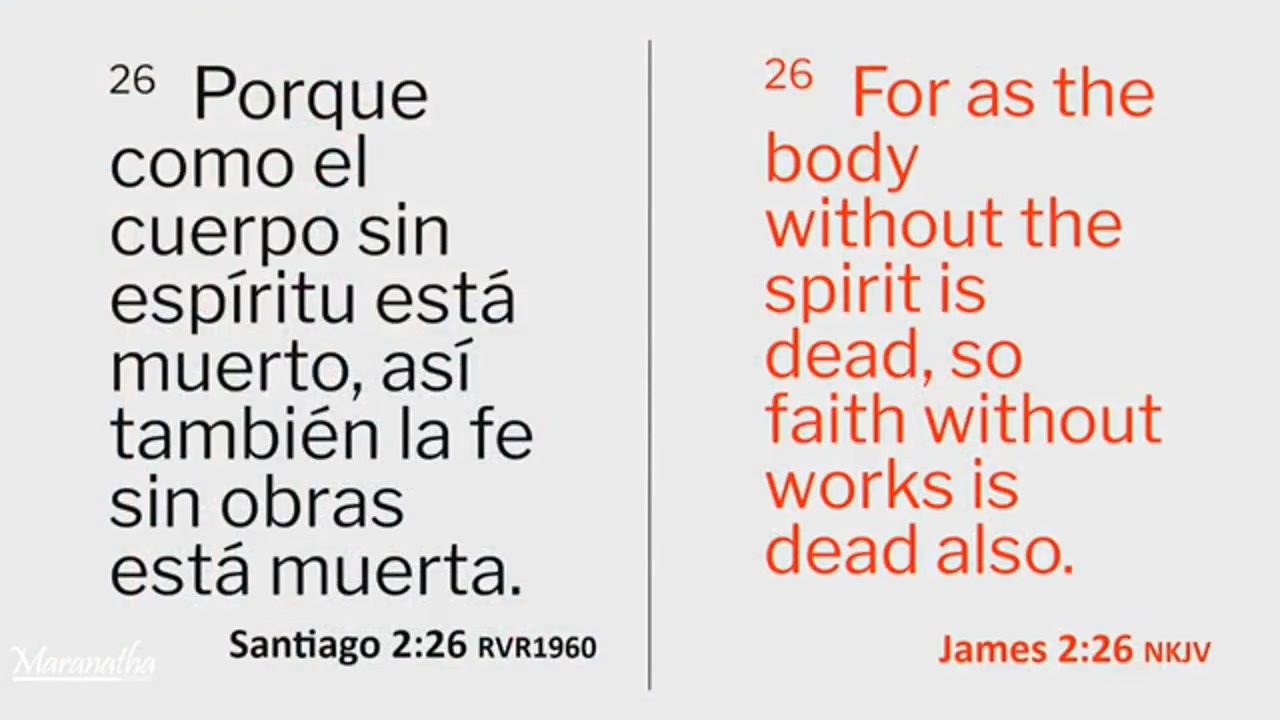 26 Porque
como el
cuerpo sin
espíritu está
muerto, así
también la fe
sin obras
está muerta.
Santiago 2:26 RVR1960
26 For as the
body
without the
spirit is
dead, so
faith without
works is
dead also.
James 2:26 NKJV
Maranatha